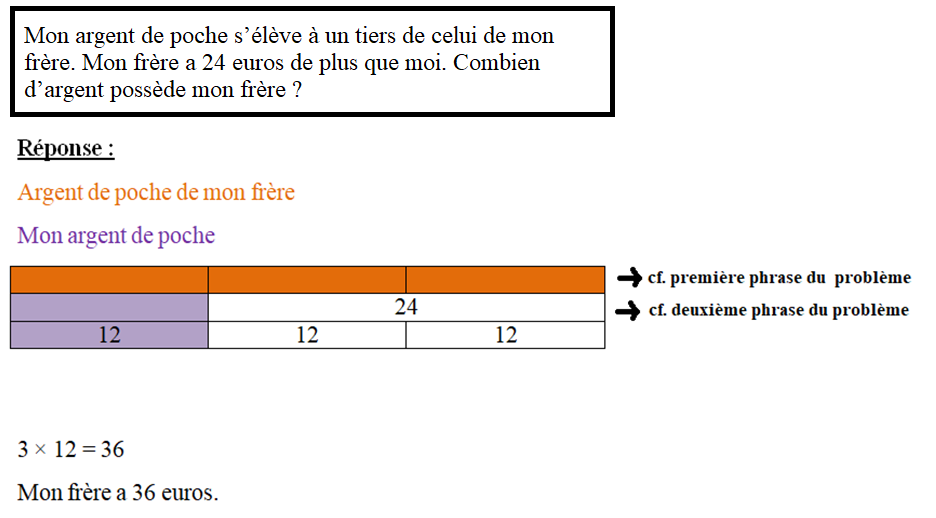 Mon argent de poche s’élève à un tiers de celui de mon
frère. Mon frère a 24 euros de plus que moi. Combien
d’argent possède mon frère ?
Réponse :
Argent de poche de mon frère
Mon argent de poche
cf. première phrase du problème
24
cf. deuxième phrase du problème
12 12 12
3 × 12 = 36
Mon frère a 36 euros.